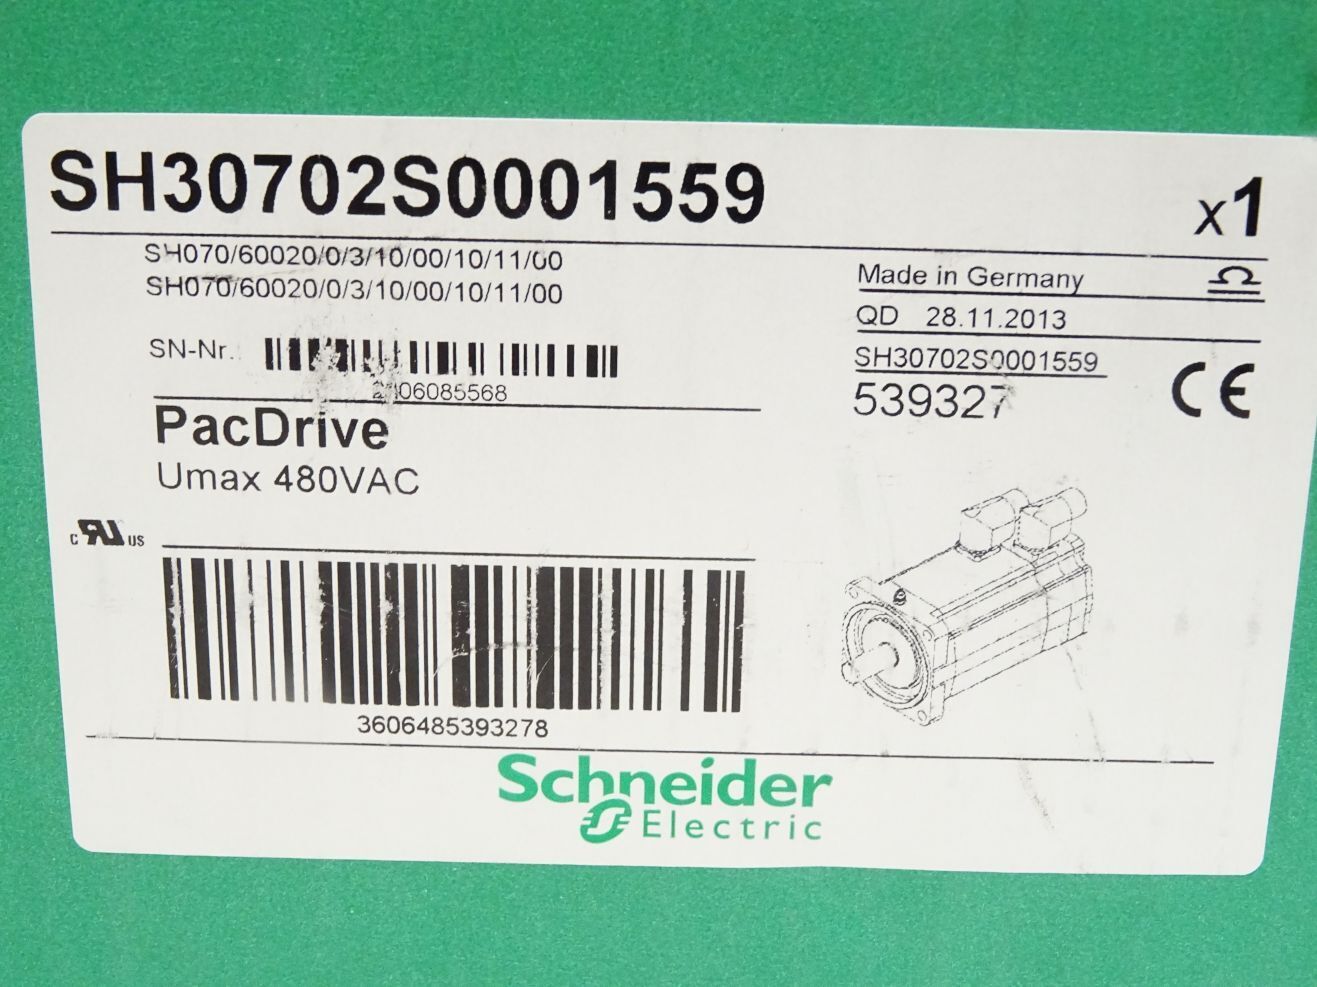 SH30702S0001559
x1
SH070/60020/0/3/10/00/10/11/00
SH070/60020/0/3/10/00/10/11/00
Made in Germany
QD 28.11.2013
SN-Nr.:
SH30702S0001559
539327
CE
PacDrive
Umax 480VAC
c RU US
3606485393278
Schneider
Electric